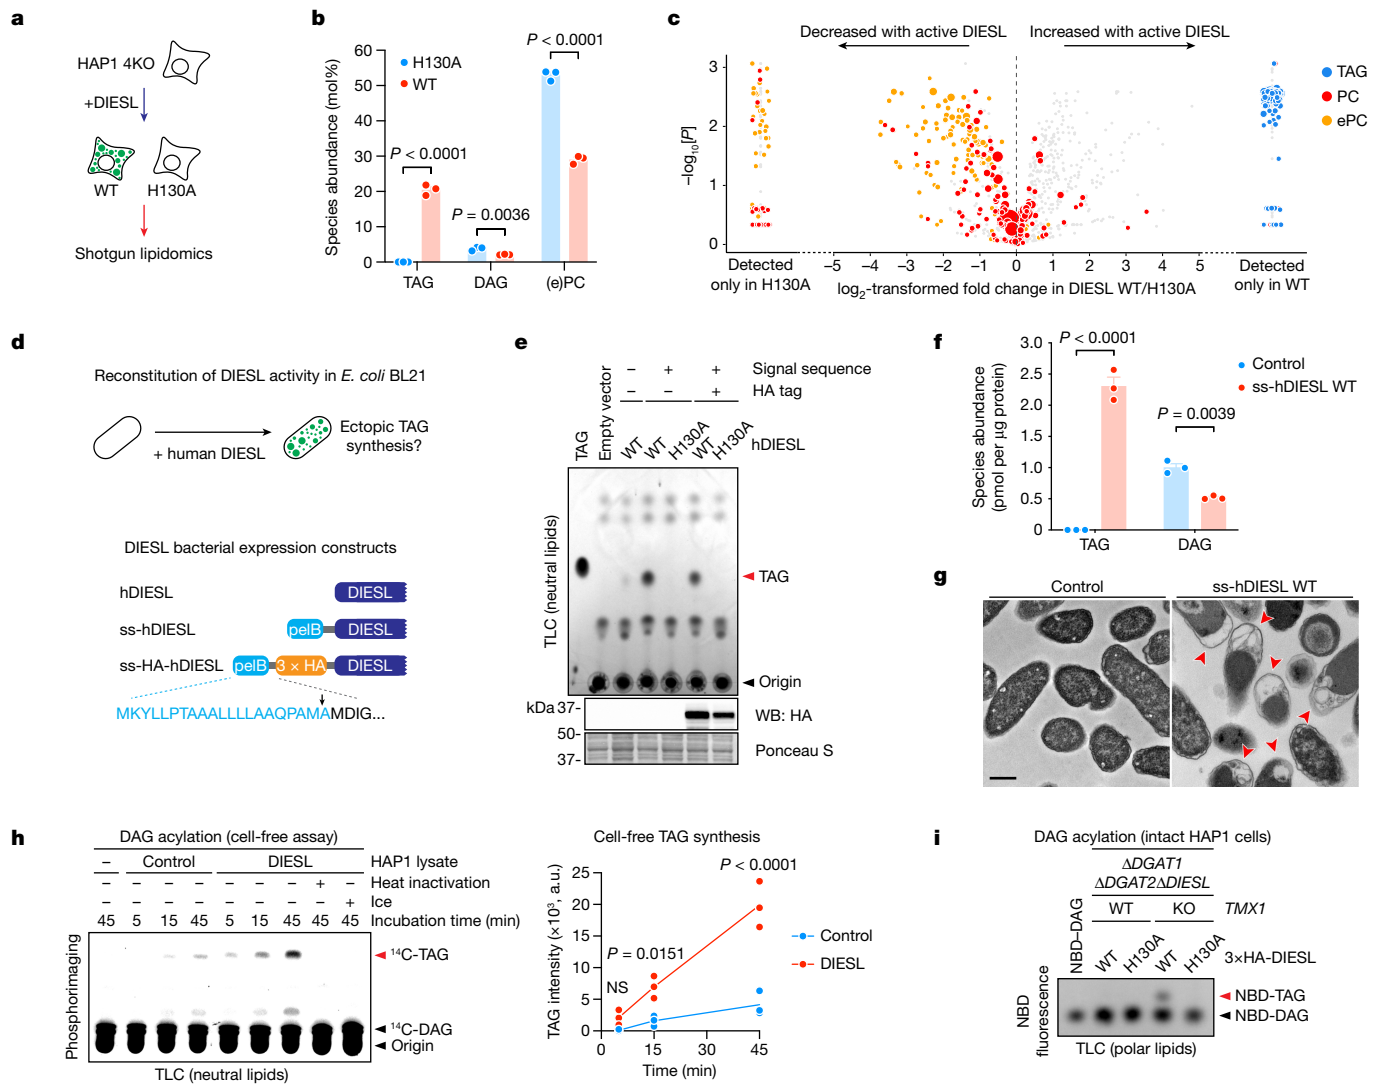 a
HAP1 4KO
+DIESL
WT
H130A
Shotgun lipidomics
b
Species abundance (mol%)
60
50
40
30
20
10
0
H130A
WT
P < 0.0001
P = 0.0036
P < 0.0001
TAG
DAG
(e)PC
c
Decreased with active DIESL
Increased with active DIESL
–log10[P]
3
2
1
0
TAG
PC
ePC
Detected only in H130A
–5 –4 –3 –2 –1 0 1 2 3 4 5
log2-transformed fold change in DIESL WT/H130A
Detected only in WT
d
Reconstitution of DIESL activity in E. coli BL21
+ human DIESL
Ectopic TAG synthesis?
DIESL bacterial expression constructs
hDIESL
DIESL
ss-hDIESL
pelB
DIESL
ss-HA-hDIESL
pelB
3 × HA
DIESL
MKYLLPTAAALLLLAAQPAMAMDIG...
e
– + + Signal sequence
– – + HA tag
TAG
Empty vector
WT
WT
H130A
WT
H130A
hDIESL
TLC (neutral lipids)
TAG
Origin
kDa
37-
WB: HA
50-
37-
Ponceau S
f
Species abundance
(pmol per μg protein)
3.0
2.5
2.0
1.5
1.0
0.5
0
P < 0.0001
P = 0.0039
Control
ss-hDIESL WT
TAG
DAG
g
Control
ss-hDIESL WT
h
DAG acylation (cell-free assay)
– Control DIESL HAP1 lysate
– – – – – – – + – Heat inactivation
– – – – – – – – + Ice
45 5 15 45 5 15 45 45 45 Incubation time (min)
Phosphorimaging
14C-TAG
14C-DAG
Origin
TLC (neutral lipids)
Cell-free TAG synthesis
TAG intensity (×10³, a.u.)
25
20
15
10
5
0
P < 0.0001
P = 0.0151
NS
Control
DIESL
0 15 30 45
Time (min)
i
DAG acylation (intact HAP1 cells)
ΔDGAT1
ΔDGAT2ΔDIESL
WT KO TMX1
NBD–DAG
WT
H130A
WT
H130A
3×HA-DIESL
NBD
fluorescence
NBD-TAG
NBD-DAG
TLC (polar lipids)